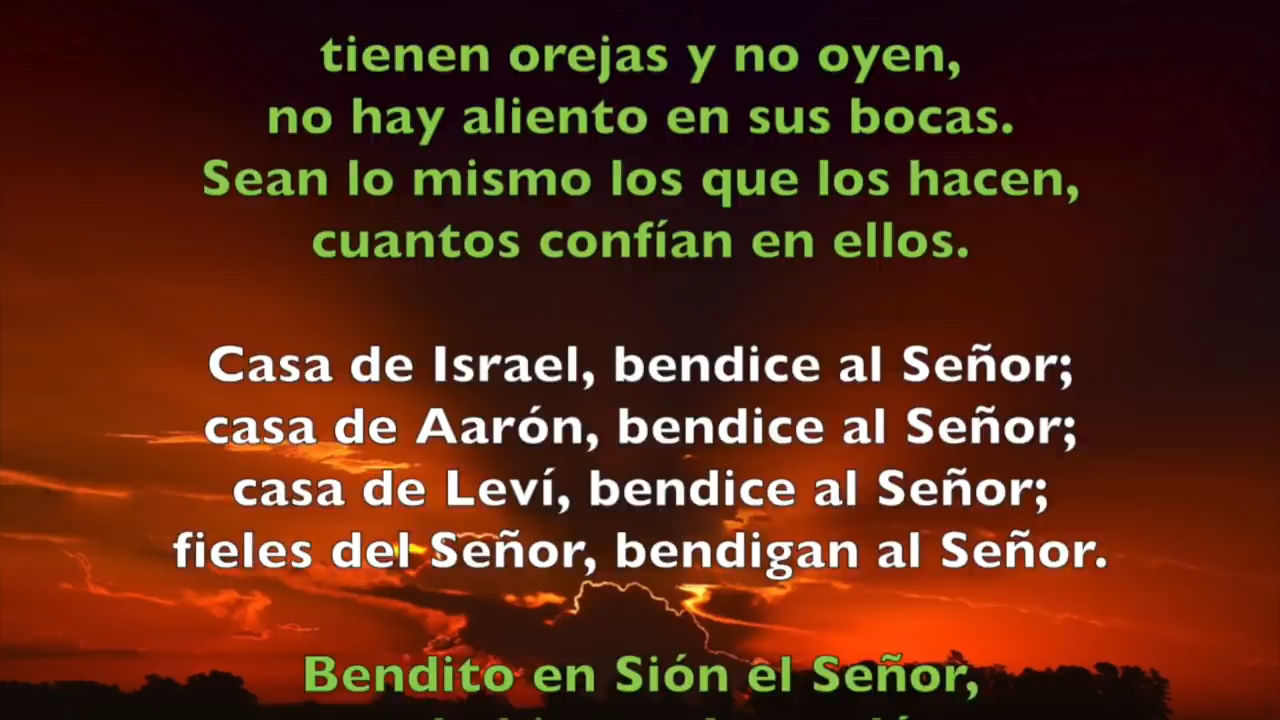 tienen orejas y no oyen,
no hay aliento en sus bocas.
Sean lo mismo los que los hacen,
cuantos confían en ellos.
Casa de Israel, bendice al Señor;
casa de Aarón, bendice al Señor;
casa de Leví, bendice al Señor;
fieles del Señor, bendigan al Señor.
Bendito en Sión el Señor,